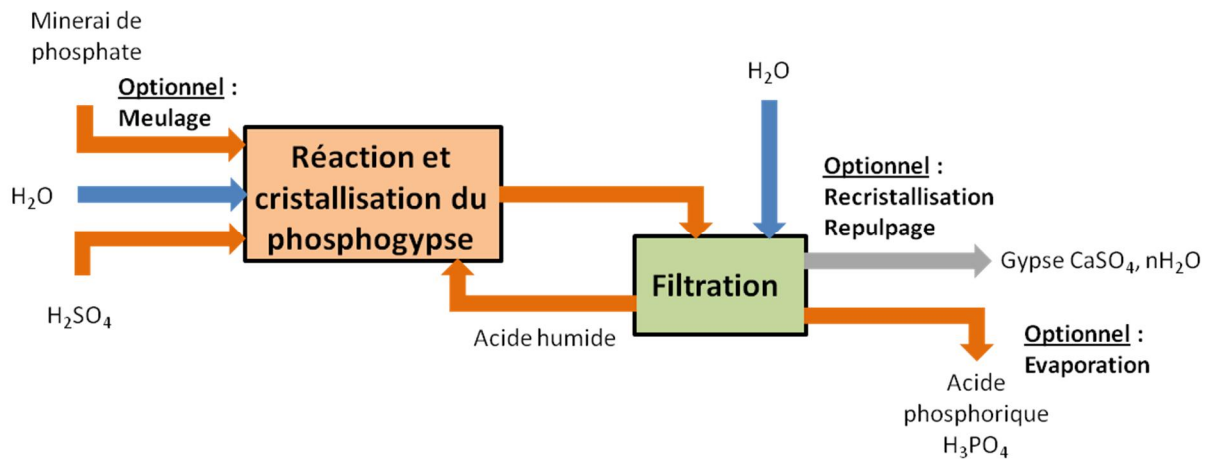 Minerai de
phosphate
Optionnel :
Meulage
H₂O
H₂SO₄
Réaction et
cristallisation du
phosphogypse
Acide humide
H₂O
Filtration
Optionnel :
Recristallisation
Repulpage
Gypse CaSO₄, nH₂O
Optionnel :
Evaporation
Acide
phosphorique
H₃PO₄